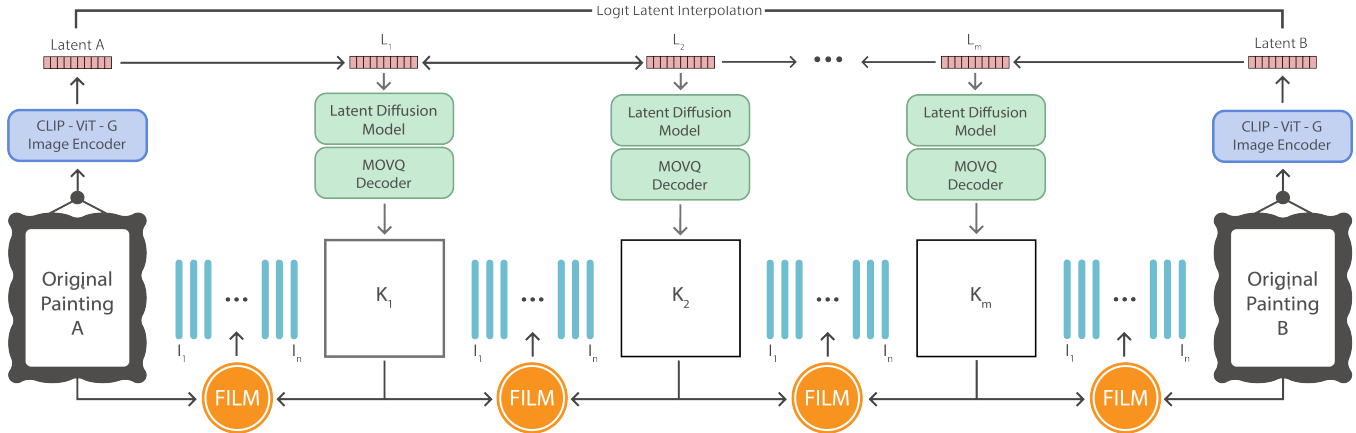 Logit Latent Interpolation
Latent A
L1
L2
...
Lm
Latent B
CLIP - ViT - G
Image Encoder
Latent Diffusion
Model
MOVQ
Decoder
Latent Diffusion
Model
MOVQ
Decoder
Latent Diffusion
Model
MOVQ
Decoder
CLIP - ViT - G
Image Encoder
Original
Painting
A
...
I1
In
FILM
K1
...
I1
In
FILM
K2
...
I1
In
FILM
Km
...
I1
In
FILM
Original
Painting
B